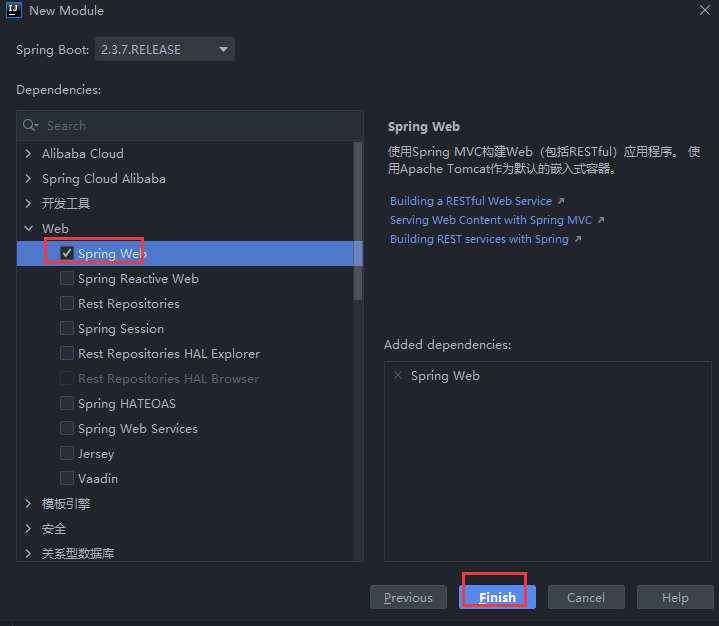 New Module
Spring Boot: 2.3.7.RELEASE
Dependencies:
Search
Alibaba Cloud
Spring Cloud Alibaba
开发工具
Web
Spring Web
Spring Reactive Web
Rest Repositories
Spring Session
Rest Repositories HAL Explorer
Rest Repositories HAL Browser
Spring HATEOAS
Spring Web Services
Jersey
Vaadin
模板引擎
安全
关系型数据库
Spring Web
使用Spring MVC构建Web（包括RESTful）应用程序。 使
用Apache Tomcat作为默认的嵌入式容器。
Building a RESTful Web Service
Serving Web Content with Spring MVC
Building REST services with Spring
Added dependencies:
Spring Web
Previous
Finish
Cancel
Help